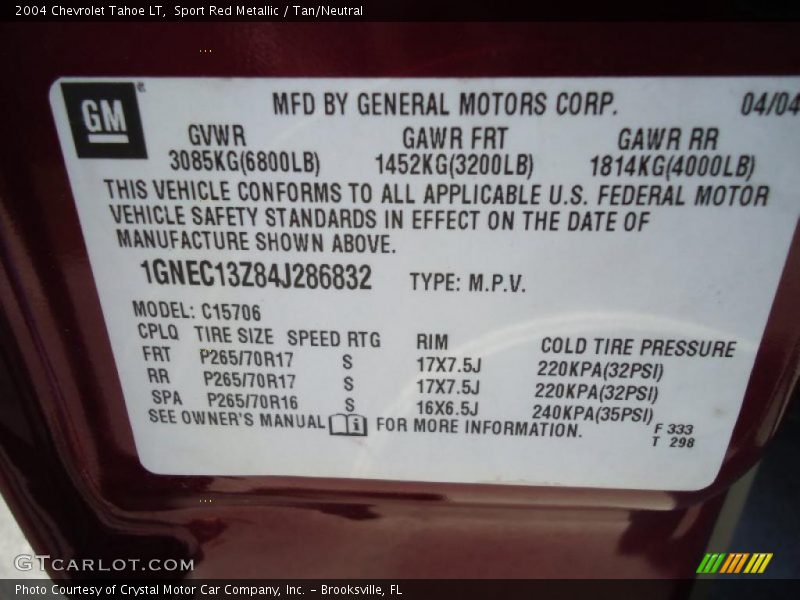 2004 Chevrolet Tahoe LT, Sport Red Metallic / Tan/Neutral
GM ®
MFD BY GENERAL MOTORS CORP. 04/04
GVWR GAWR FRT GAWR RR
3085KG(6800LB) 1452KG(3200LB) 1814KG(4000LB)
THIS VEHICLE CONFORMS TO ALL APPLICABLE U.S. FEDERAL MOTOR
VEHICLE SAFETY STANDARDS IN EFFECT ON THE DATE OF
MANUFACTURE SHOWN ABOVE.
1GNEC13Z84J286832 TYPE: M.P.V.
MODEL: C15706
CPLQ TIRE SIZE SPEED RTG RIM COLD TIRE PRESSURE
FRT P265/70R17 S 17X7.5J 220KPA(32PSI)
RR P265/70R17 S 17X7.5J 220KPA(32PSI)
SPA P265/70R16 S 16X6.5J 240KPA(35PSI)
SEE OWNER'S MANUAL i FOR MORE INFORMATION.
F 333
T 298
GTCARLOT.COM
Photo Courtesy of Crystal Motor Car Company, Inc. – Brooksville, FL